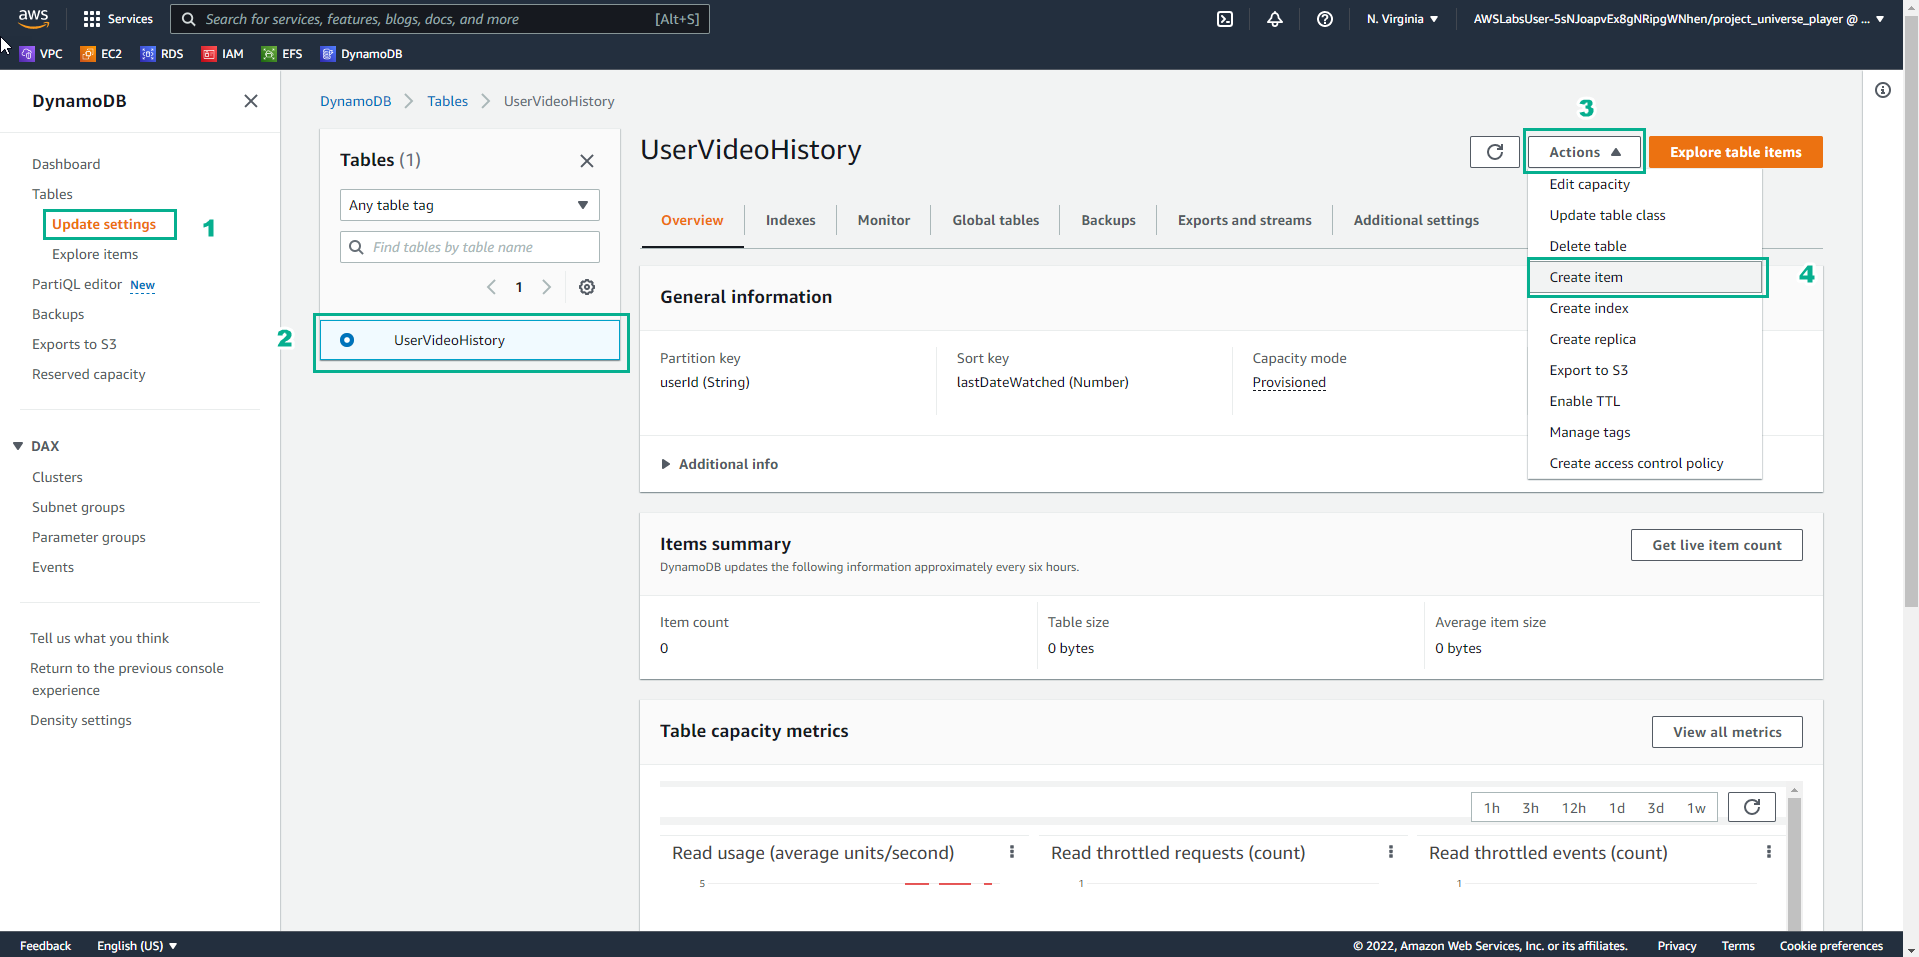 aws
Services
Search for services, features, blogs, docs, and more
[Alt+S]
N. Virginia
AWSLabsUser-5sNJoapvEx8gNRipgWNhen/project_universe_player @ ...
VPC
EC2
RDS
IAM
EFS
DynamoDB
DynamoDB
Dashboard
Tables
Update settings
1
Explore items
PartiQL editor New
Backups
Exports to S3
Reserved capacity
DAX
Clusters
Subnet groups
Parameter groups
Events
Tell us what you think
Return to the previous console
experience
Density settings
DynamoDB
Tables
UserVideoHistory
Tables (1)
Any table tag
Find tables by table name
1
2
UserVideoHistory
UserVideoHistory
3
Actions
Explore table items
Edit capacity
Update table class
Delete table
Create item
4
Create index
Create replica
Export to S3
Enable TTL
Manage tags
Create access control policy
Overview
Indexes
Monitor
Global tables
Backups
Exports and streams
Additional settings
General information
Partition key
userId (String)
Sort key
lastDateWatched (Number)
Capacity mode
Provisioned
Additional info
Items summary
Get live item count
DynamoDB updates the following information approximately every six hours.
Item count
0
Table size
0 bytes
Average item size
0 bytes
Table capacity metrics
View all metrics
1h
3h
12h
1d
3d
1w
Read usage (average units/second)
5
Read throttled requests (count)
1
Read throttled events (count)
1
Feedback
English (US)
© 2022, Amazon Web Services, Inc. or its affiliates.
Privacy
Terms
Cookie preferences